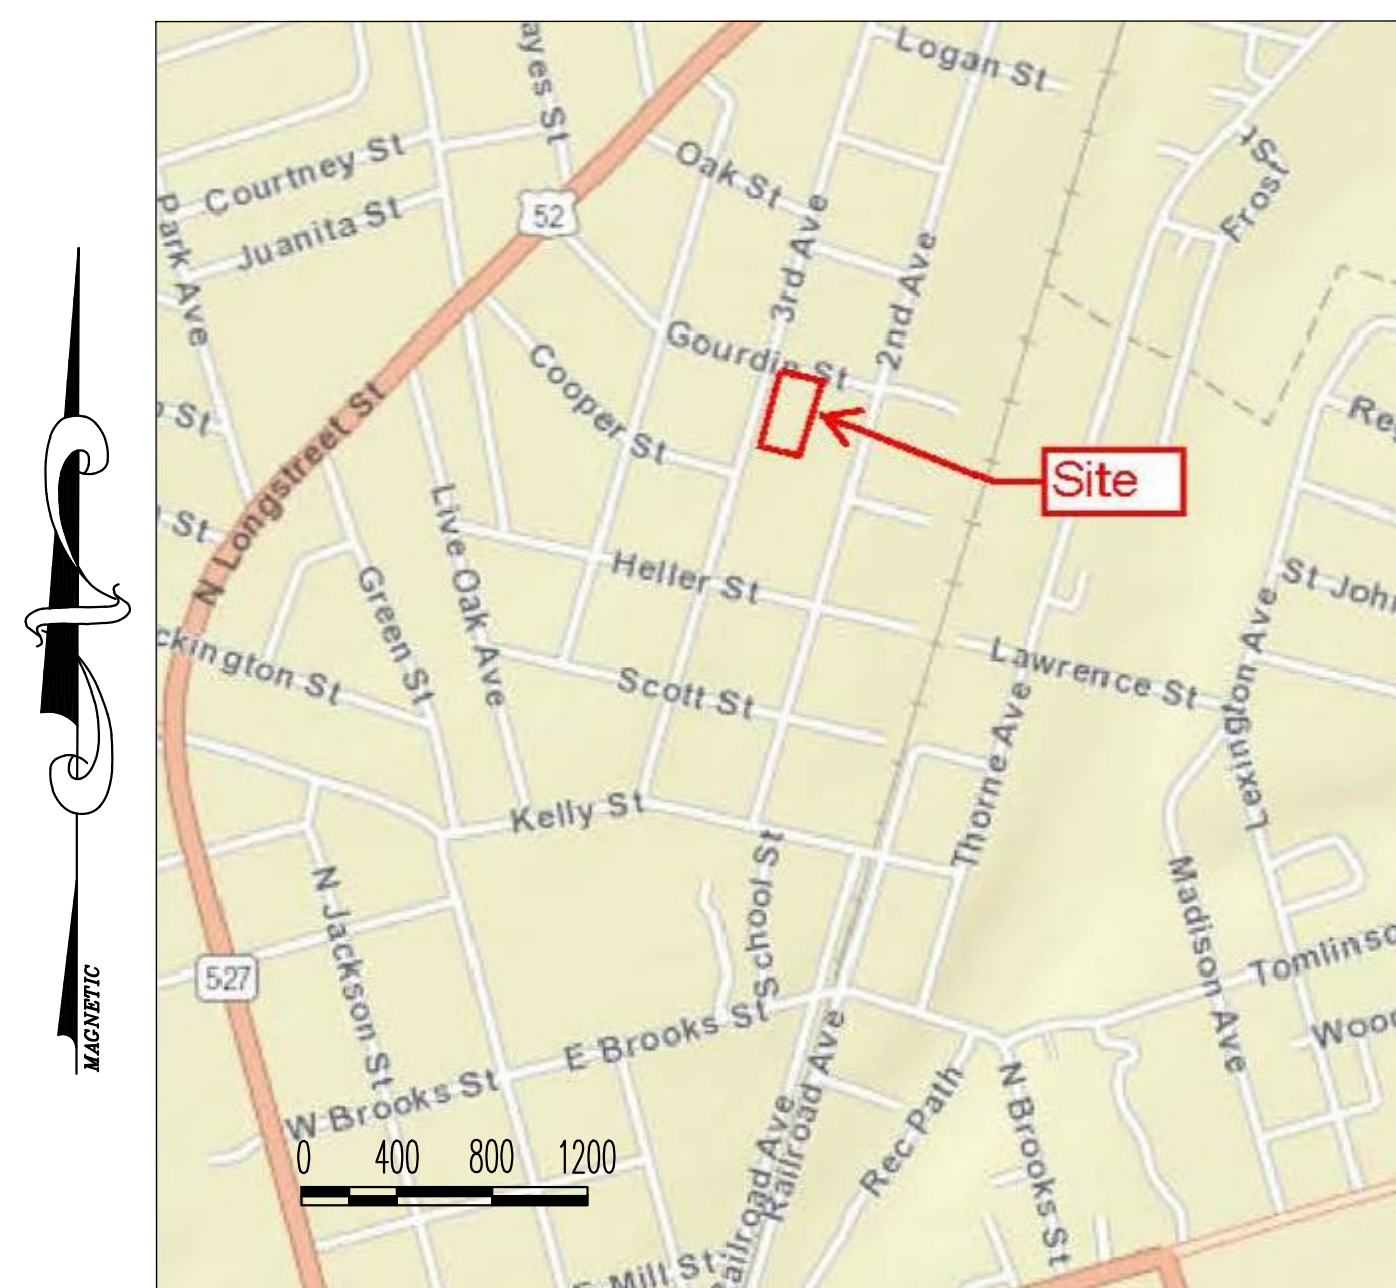 Logan St
ayes St
Oak St
Courtney St
Frost St
Juanita St
Park Ave
52
3rd Ave
2nd Ave
Gourdin St
Cooper St
N Longstreet St
St
Site
St
Live Oak Ave
Heller St
St John
Green St
ckington St
Scott St
Lawrence St
Lexington Ave
Thorne Ave
Kelly St
School St
N Jackson St
Madison Ave
Tomlinso
527
MAGNETIC
E Brooks St
W Brooks St
Railroad Ave
Railroad Ave
Rec Path
N Brooks St
0 400 800 1200
Mill St